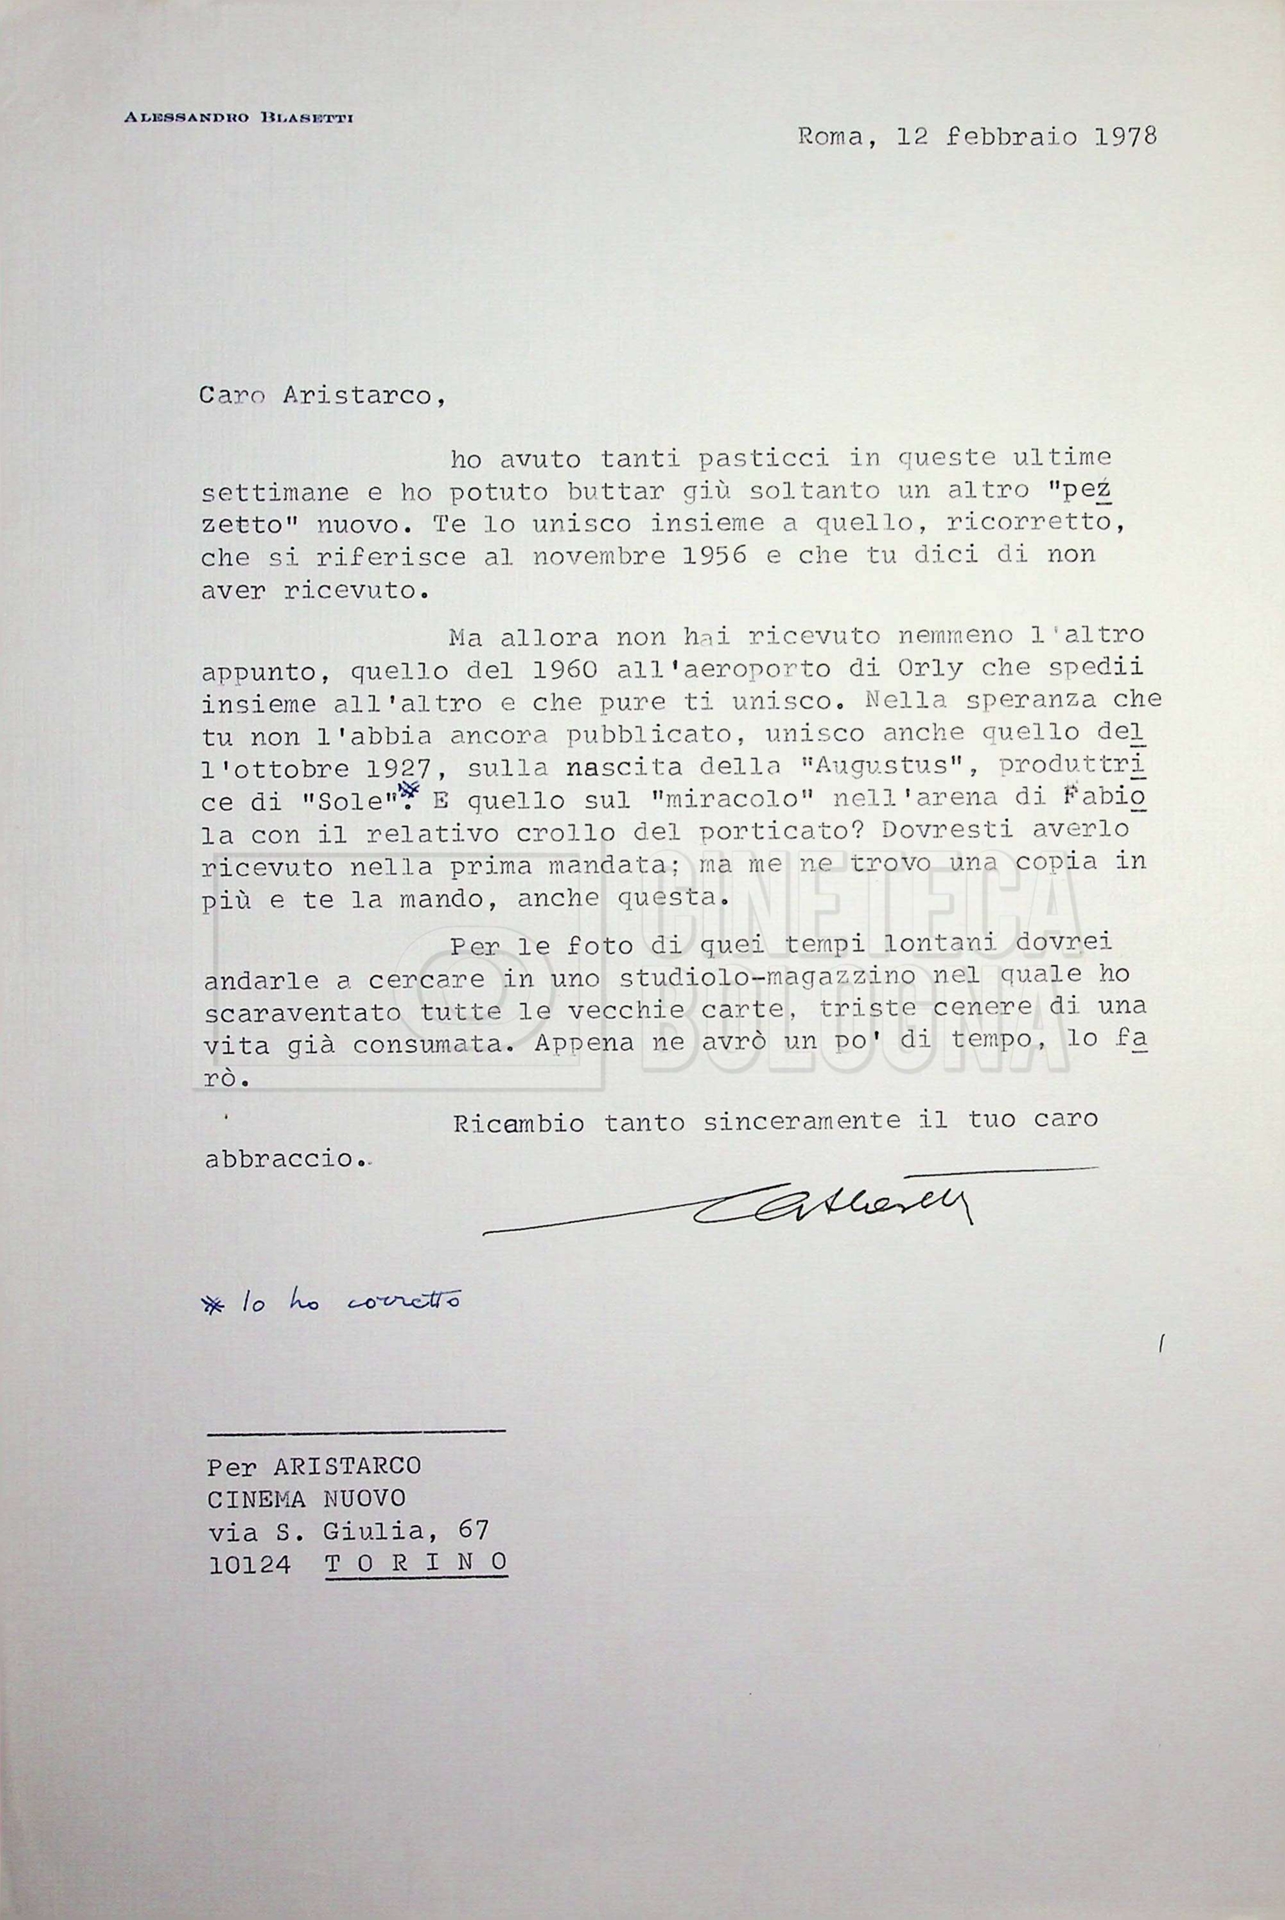 ALESSANDRO BLASETTI
Roma, 12 febbraio 1978
Caro Aristarco,
ho avuto tanti pasticci in queste ultime
settimane e ho potuto buttar giù soltanto un altro "pez
zetto" nuovo. Te lo unisco insieme a quello, ricorretto,
che si riferisce al novembre 1956 e che tu dici di non
aver ricevuto.
Ma allora non hai ricevuto nemmeno l'altro
appunto, quello del 1960 all'aeroporto di Orly che spedii
insieme all'altro e che pure ti unisco. Nella speranza che
tu non l'abbia ancora pubblicato, unisco anche quello del
l'ottobre 1927, sulla nascita della "Augustus", produttri
ce di "Sole".* E quello sul "miracolo" nell'arena di Fabio
la con il relativo crollo del porticato? Dovresti averlo
ricevuto nella prima mandata; ma me ne trovo una copia in
più e te la mando, anche questa.
Per le foto di quei tempi lontani dovrei
andarle a cercare in uno studiolo-magazzino nel quale ho
scaraventato tutte le vecchie carte, triste cenere di una
vita già consumata. Appena ne avrò un po' di tempo, lo fa
rò.
Ricambio tanto sinceramente il tuo caro
abbraccio.
* lo ho corretto
Per ARISTARCO
CINEMA NUOVO
via S. Giulia, 67
10124 T O R I N O
CINETECA
BOLOGNA